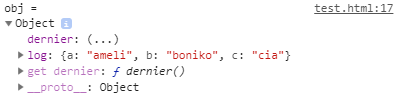 obj = test.html:17
▼ Object i
dernier: (...)
▶ log: {a: "ameli", b: "boniko", c: "cia"}
▶ get dernier: ƒ dernier()
▶ __proto__: Object